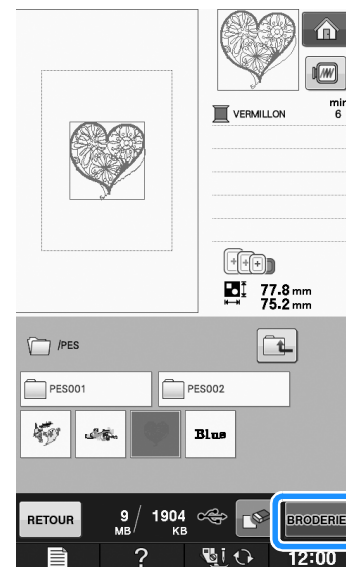 VERMILLON
min
6
77.8 mm
75.2 mm
/PES
PES001
PES002
Blue
RETOUR
9 MB / 1904 KB
BRODERIE
?
12:00